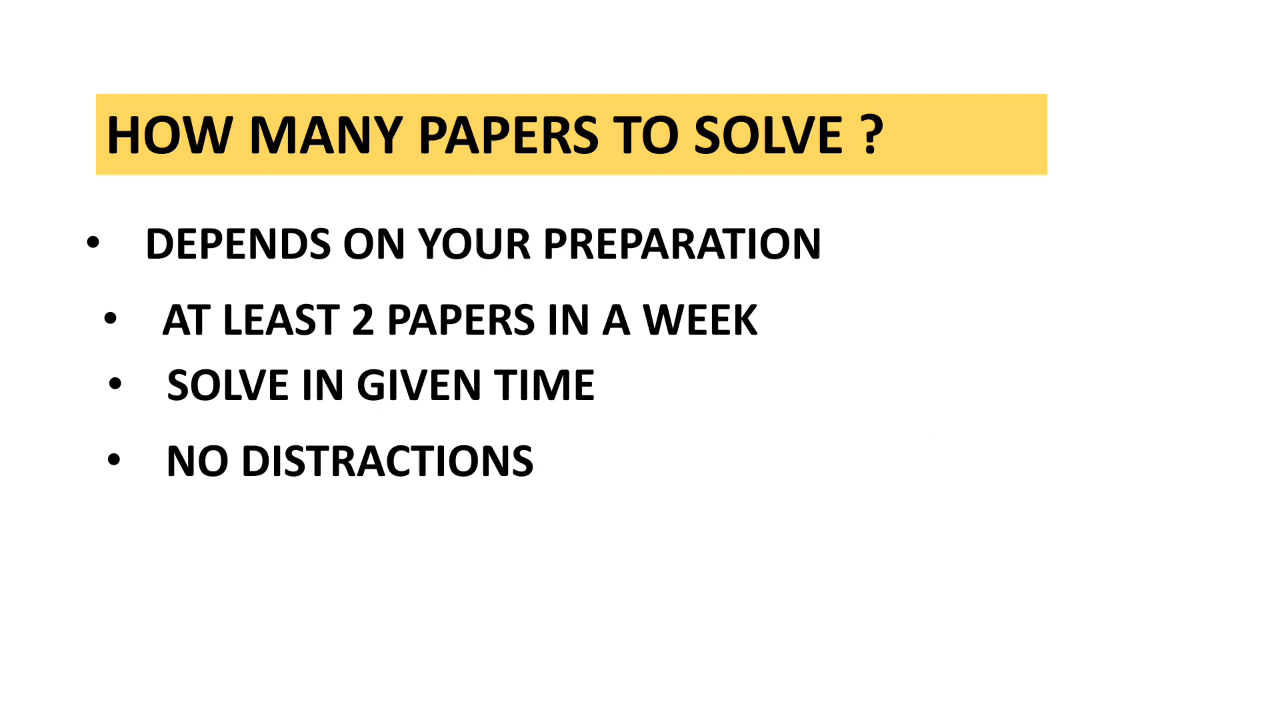 HOW MANY PAPERS TO SOLVE ?
• DEPENDS ON YOUR PREPARATION
• AT LEAST 2 PAPERS IN A WEEK
• SOLVE IN GIVEN TIME
• NO DISTRACTIONS